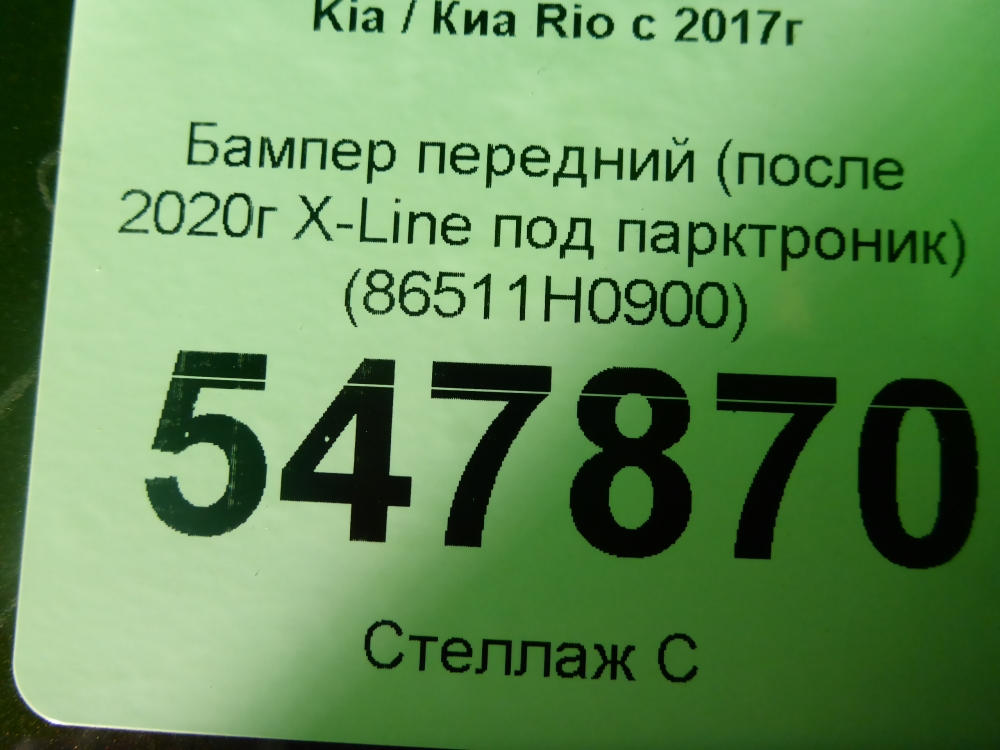 Kia / Киа Rio с 2017г
Бампер передний (после
2020г X-Line под парктроник)
(86511H0900)
547870
Стеллаж С